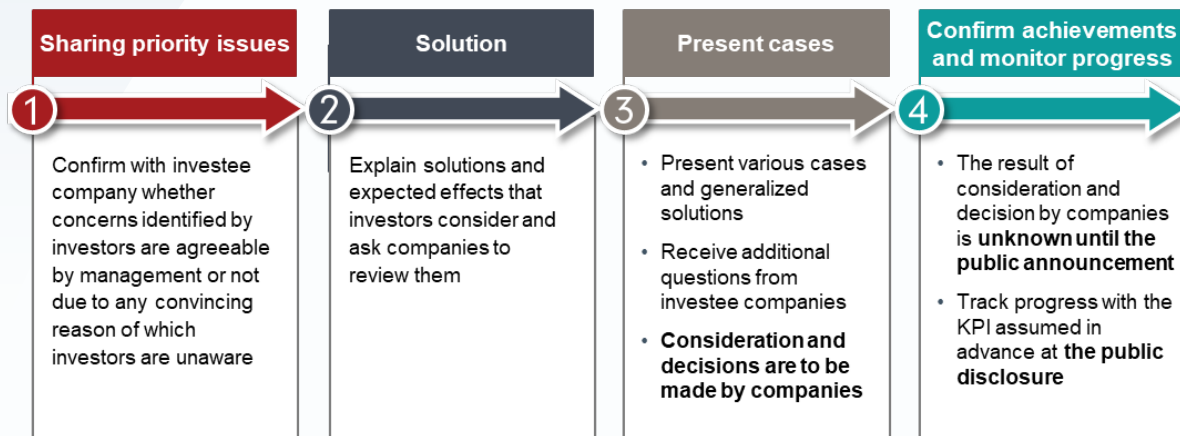 Sharing priority issues
1
Confirm with investee
company whether
concerns identified by
investors are agreeable
by management or not
due to any convincing
reason of which
investors are unaware
Solution
2
Explain solutions and
expected effects that
investors consider and
ask companies to
review them
Present cases
3
• Present various cases
and generalized
solutions
• Receive additional
questions from
investee companies
• Consideration and
decisions are to be
made by companies
Confirm achievements
and monitor progress
4
• The result of
consideration and
decision by companies
is unknown until the
public announcement
• Track progress with the
KPI assumed in
advance at the public
disclosure